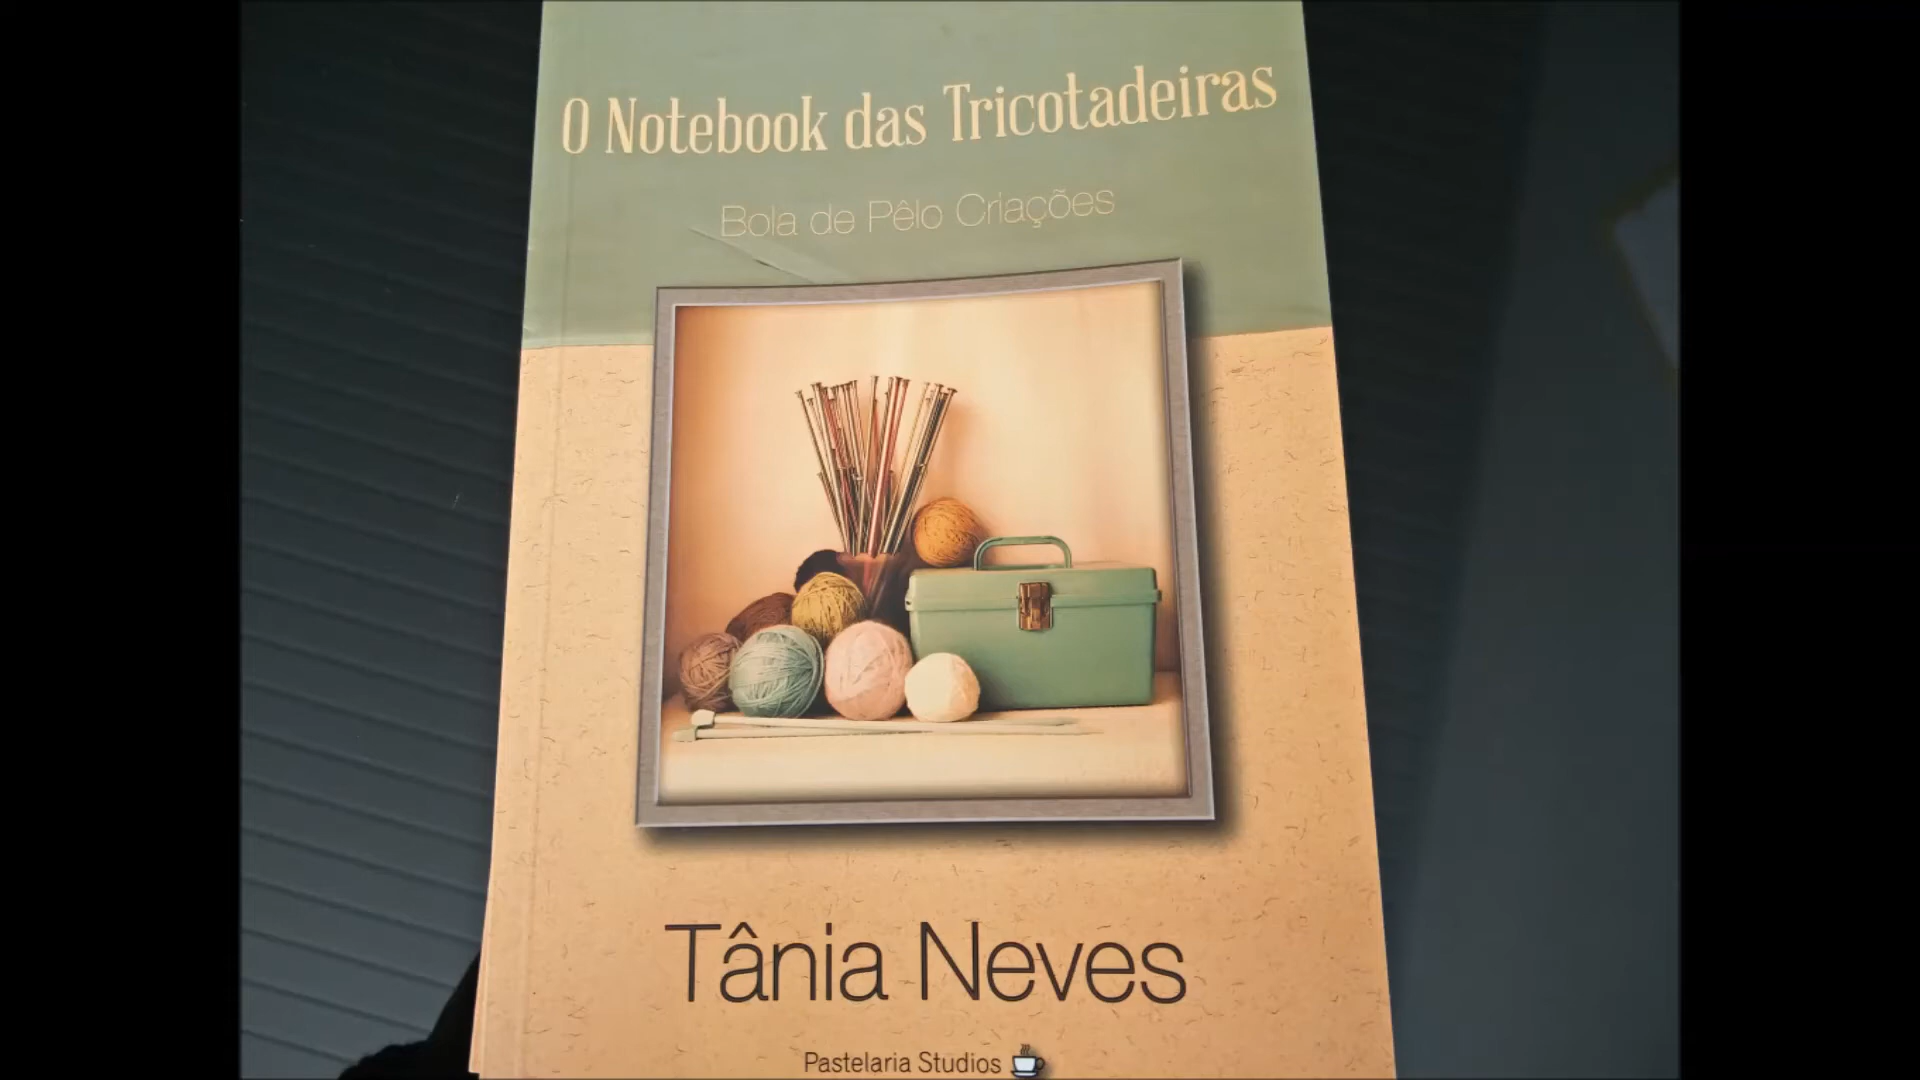 O Notebook das Tricotadeiras
Bola de Pêlo Criações
Tânia Neves
Pastelaria Studios